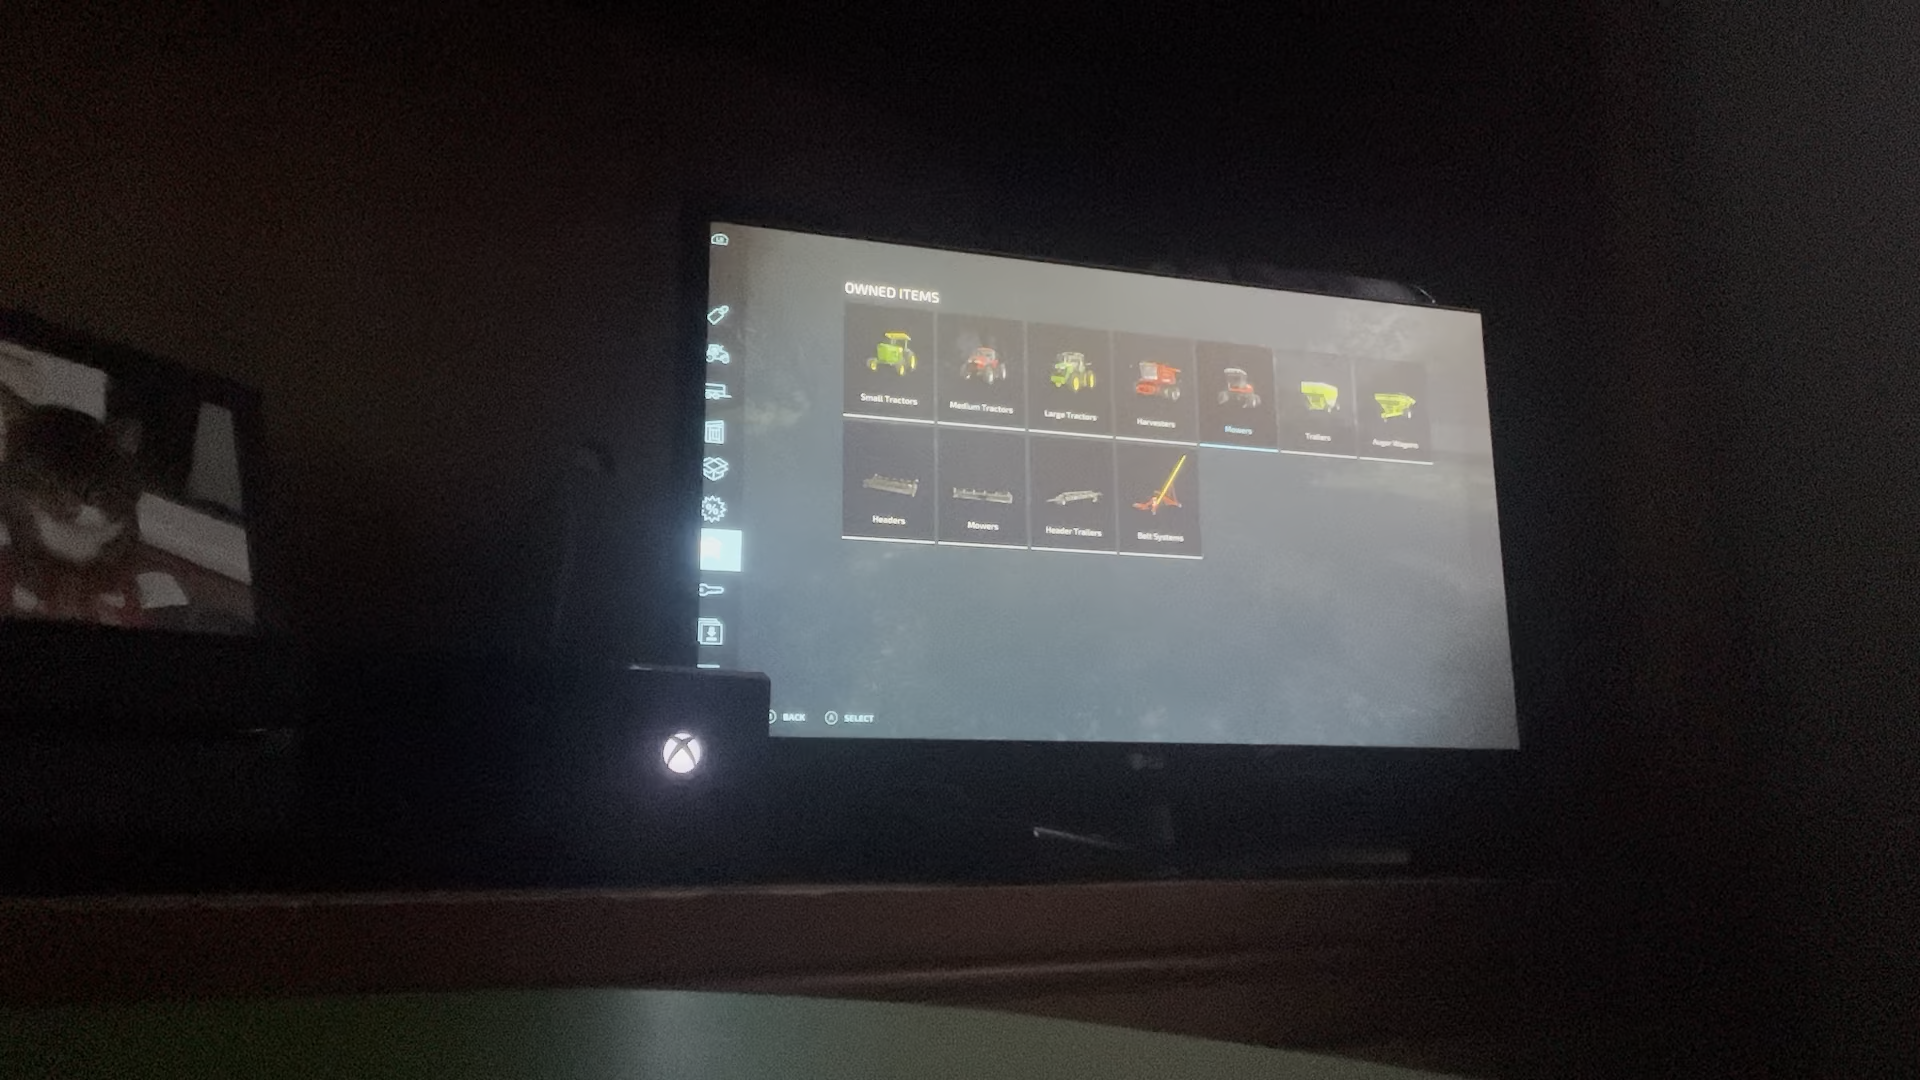 OWNED ITEMS
Small Tractors
Medium Tractors
Large Tractors
Harvesters
Mowers
Trailers
Auger Wagons
Headers
Mowers
Header Trailers
Belt Systems
BACK
A SELECT